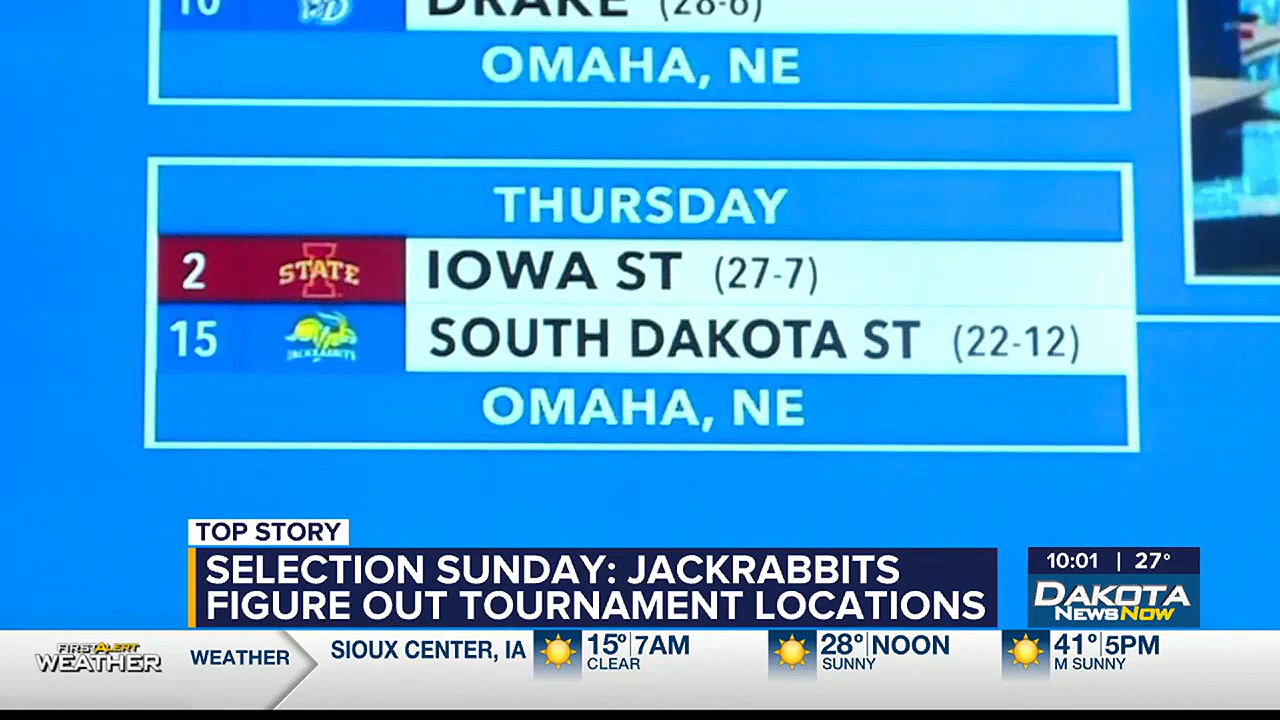 10 DRAKE (28-6)
OMAHA, NE
THURSDAY
2 STATE IOWA ST (27-7)
15 JACKRABBITS SOUTH DAKOTA ST (22-12)
OMAHA, NE
TOP STORY
SELECTION SUNDAY: JACKRABBITS
FIGURE OUT TOURNAMENT LOCATIONS
10:01 | 27°
DAKOTA
NEWS NOW
FIRST ALERT
WEATHER
WEATHER
SIOUX CENTER, IA
15° 7AM
CLEAR
28° NOON
SUNNY
41° 5PM
M SUNNY